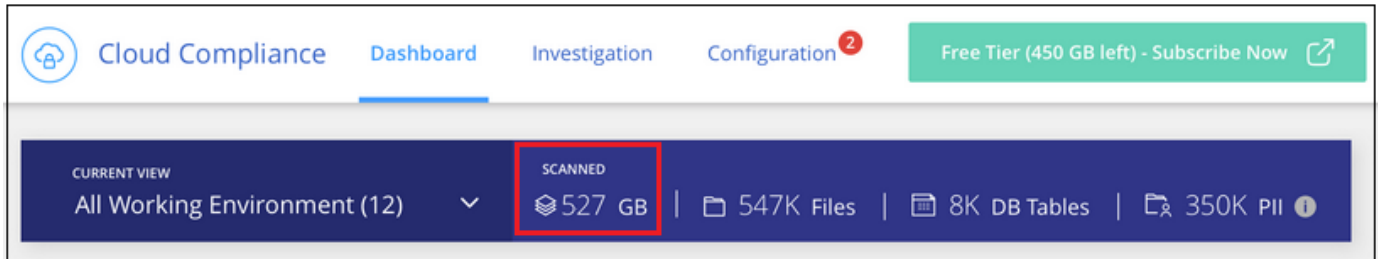 Cloud Compliance Dashboard Investigation Configuration 2 Free Tier (450 GB left) - Subscribe Now
CURRENT VIEW
All Working Environment (12)
SCANNED
527 GB | 547K Files | 8K DB Tables | 350K PII i